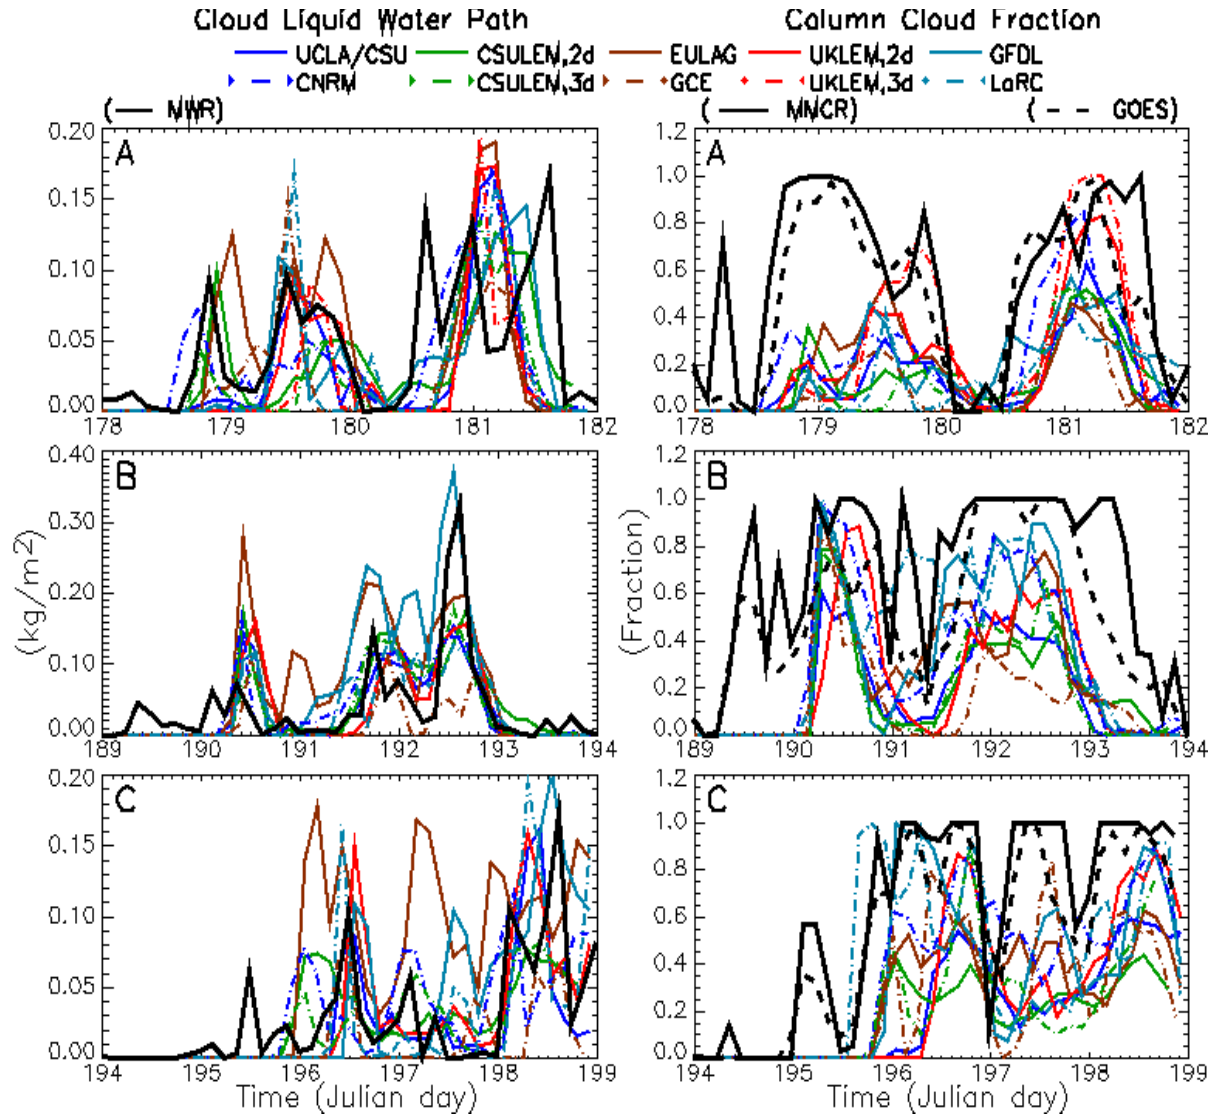 Cloud Liquid Water Path Column Cloud Fraction
UCLA/CSU CSULEM,2d EULAG UKLEM,2d GFDL
CNRM CSULEM,3d GCE UKLEM,3d LaRC
(— MWR) (— MMCR) (- - GOES)
0.20 1.2
A A
1.0
0.15
0.8
0.10 0.6
0.4
0.05
0.2
0.00 0.0
178 179 180 181 182 178 179 180 181 182
0.40 1.2
B B
1.0
0.30
0.8
(kg/m2) (Fraction)
0.20 0.6
0.4
0.10
0.2
0.00 0.0
189 190 191 192 193 194 189 190 191 192 193 194
0.20 1.2
C C
1.0
0.15
0.8
0.10 0.6
0.4
0.05
0.2
0.00 0.0
194 195 196 197 198 199 194 195 196 197 198 199
Time (Julian day) Time (Julian day)